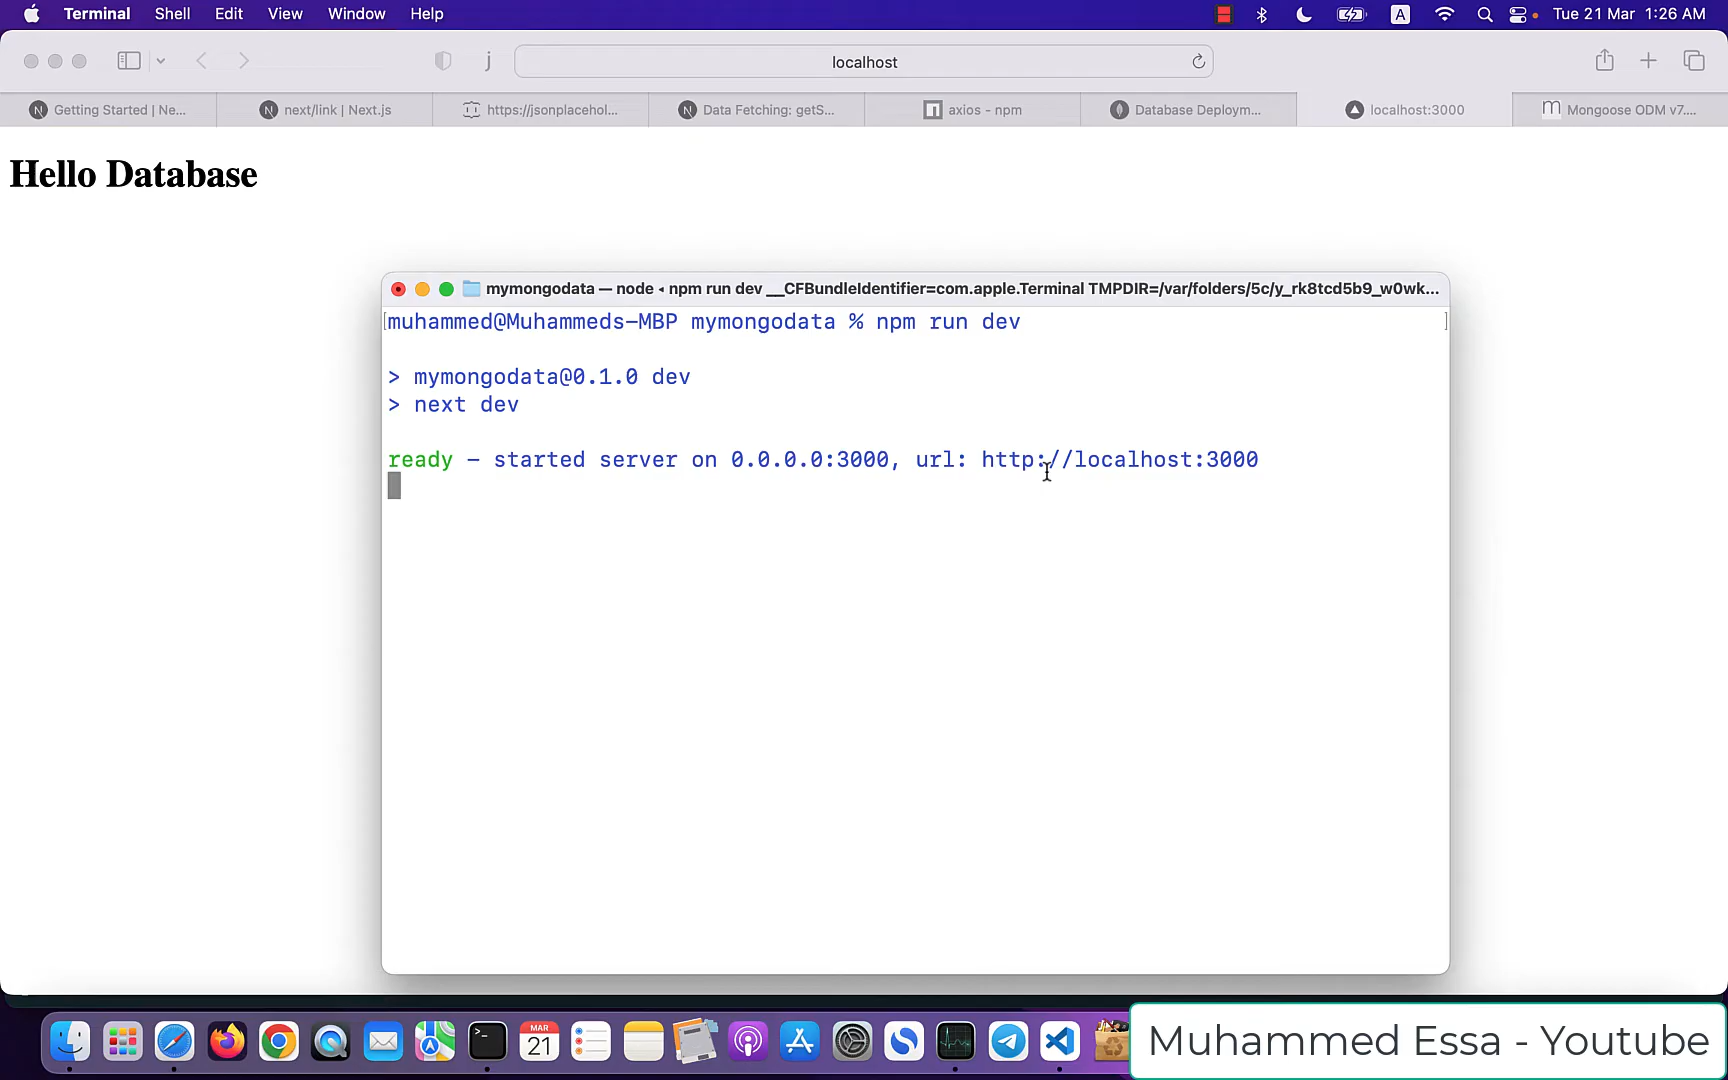 Terminal Shell Edit View Window Help A Tue 21 Mar 1:26 AM
j localhost
Getting Started | Ne... next/link | Next.js https://jsonplacehol... Data Fetching: getS... axios - npm Database Deploym... localhost:3000 Mongoose ODM v7....
Hello Database
mymongodata — node ◂ npm run dev __CFBundleIdentifier=com.apple.Terminal TMPDIR=/var/folders/5c/y_rk8tcd5b9_w0wk...
[muhammed@Muhammeds-MBP mymongodata % npm run dev ]
> mymongodata@0.1.0 dev
> next dev
ready - started server on 0.0.0.0:3000, url: http://localhost:3000
MAR
21
Muhammed Essa - Youtube